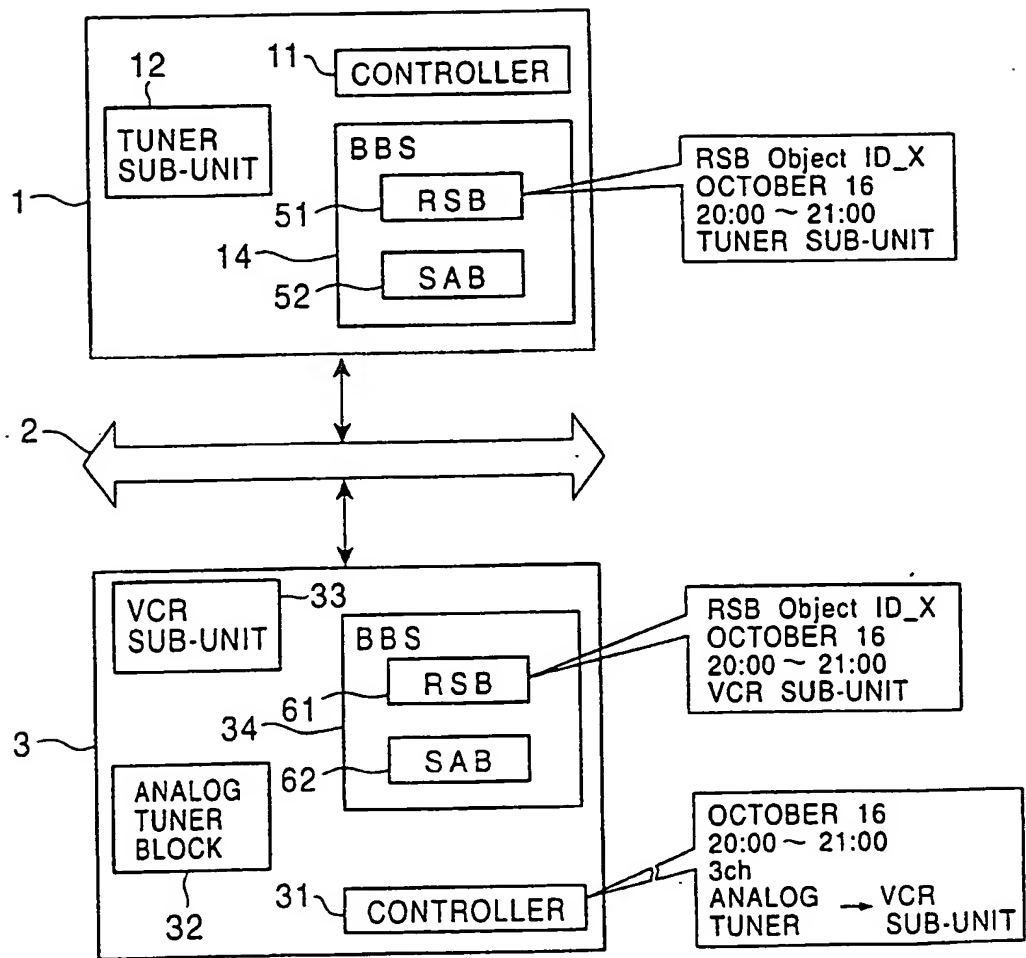 12
TUNER
SUB-UNIT
11
CONTROLLER
BBS
51
RSB
14
52
SAB
1
RSB Object ID_X
OCTOBER 16
20:00 ~ 21:00
TUNER SUB-UNIT
2
VCR
SUB-UNIT
33
BBS
61
RSB
34
62
SAB
3
RSB Object ID_X
OCTOBER 16
20:00 ~ 21:00
VCR SUB-UNIT
ANALOG
TUNER
BLOCK
32
31
CONTROLLER
OCTOBER 16
20:00 ~ 21:00
3ch
ANALOG
TUNER → VCR
SUB-UNIT